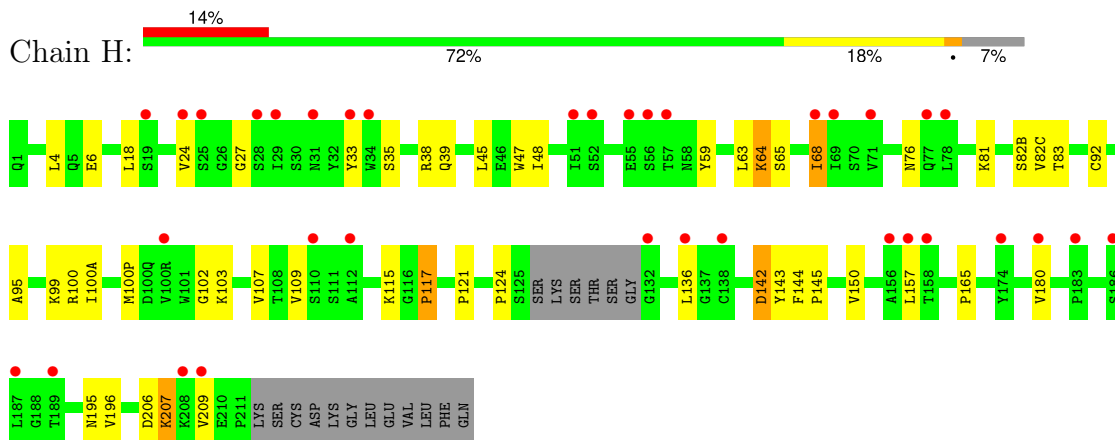 14%
Chain H:
72% 18% • 7%
Q1 L4 Q5 E6 L18 S19 V24 S25 G26 G27 S28 I29 S30 N31 Y32 Y33 W34 S35 R38 Q39 L45 E46 W47 I48 I51 S52 E55 S56 T57 N58 Y59 L63 K64 S65 I68 I69 S70 V71 N76 Q77 L78 K81 S82B V82C T83 C92
A95 K99 R100 I100A M100P D100Q V100R W101 G102 K103 V107 T108 V109 S110 S111 A112 K115 G116 P117 P121 P124 S125 SER LYS SER THR SER GLY G132 L136 G137 C138 D142 Y143 F144 P145 V150 A156 L157 T158 P165 Y174 V180 P183 S186
L187 G188 T189 N195 V196 D206 K207 K208 V209 E210 P211 LYS SER CYS ASP LYS GLY LEU GLU VAL LEU PHE GLN